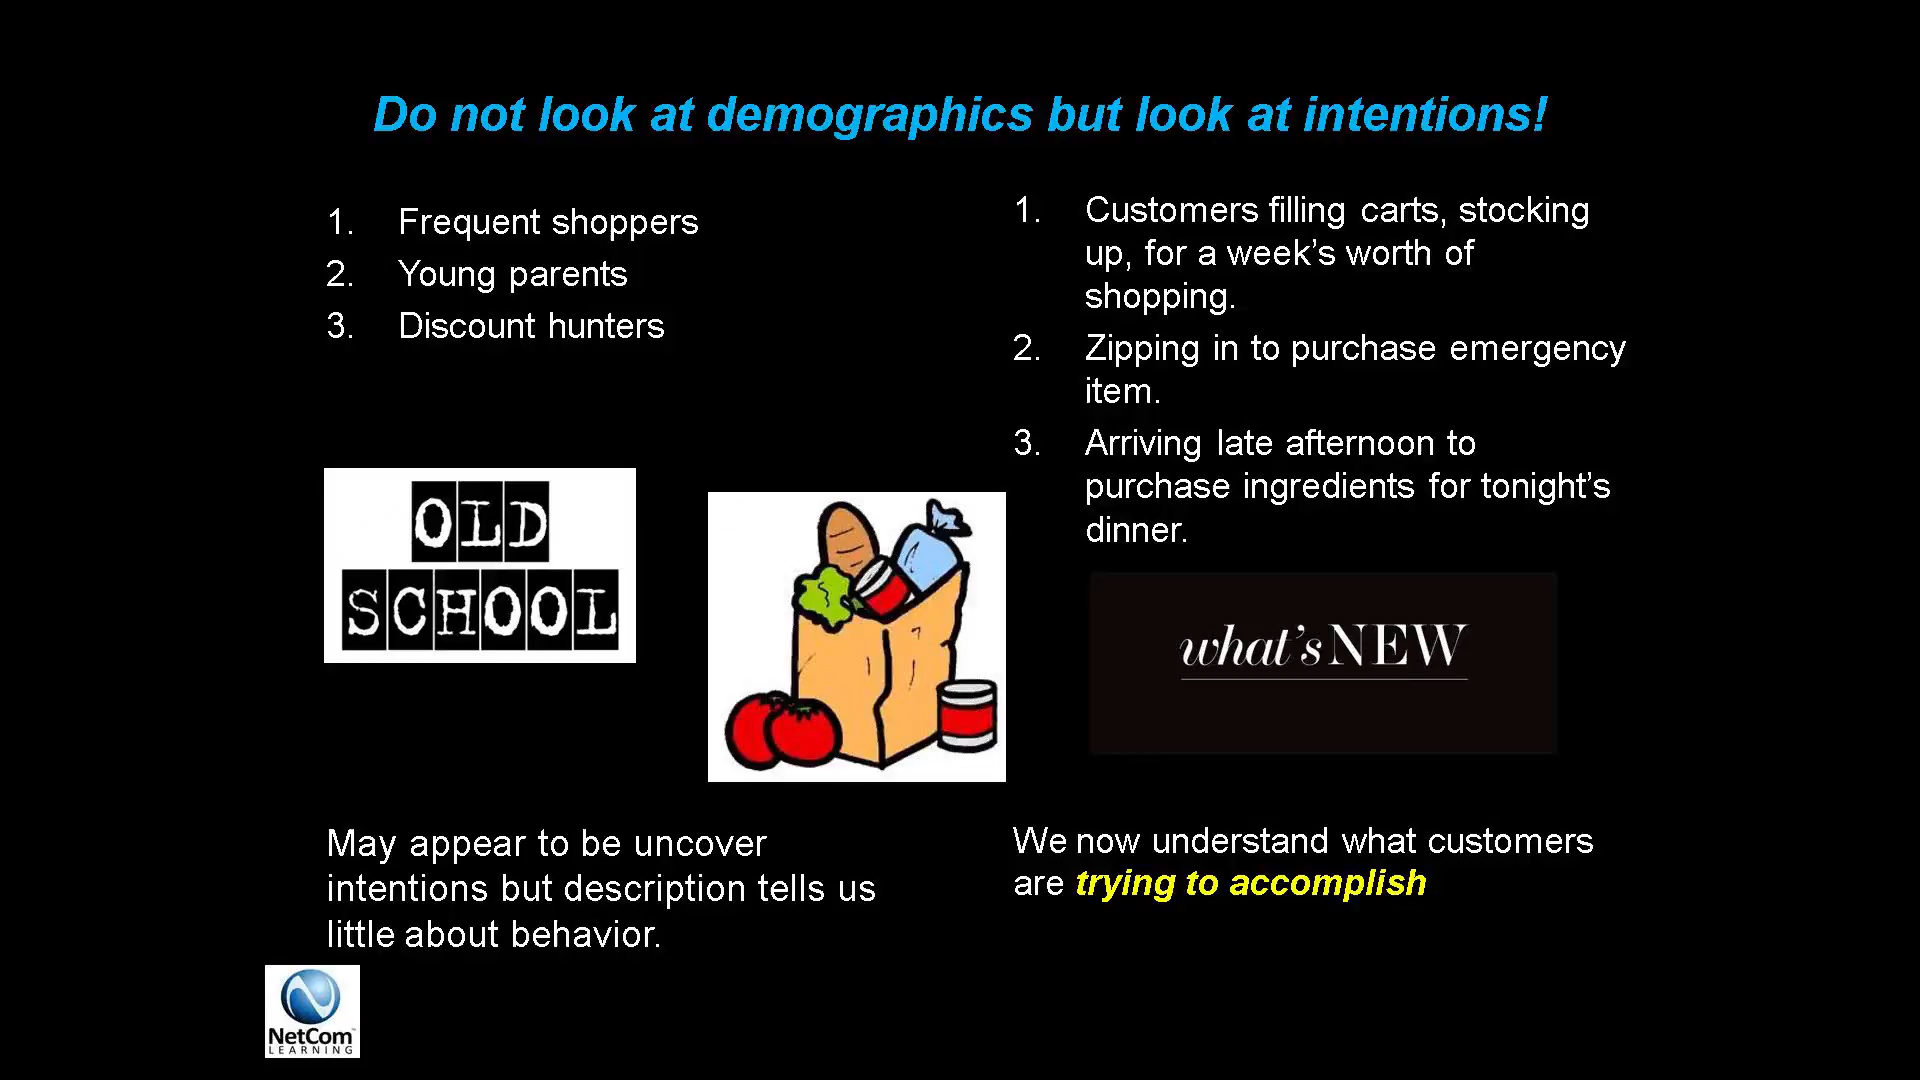 Do not look at demographics but look at intentions!
1. Frequent shoppers
2. Young parents
3. Discount hunters
OLD
SCHOOL
May appear to be uncover
intentions but description tells us
little about behavior.
1. Customers filling carts, stocking
up, for a week’s worth of
shopping.
2. Zipping in to purchase emergency
item.
3. Arriving late afternoon to
purchase ingredients for tonight’s
dinner.
what’s NEW
We now understand what customers
are trying to accomplish
NetCom
LEARNING